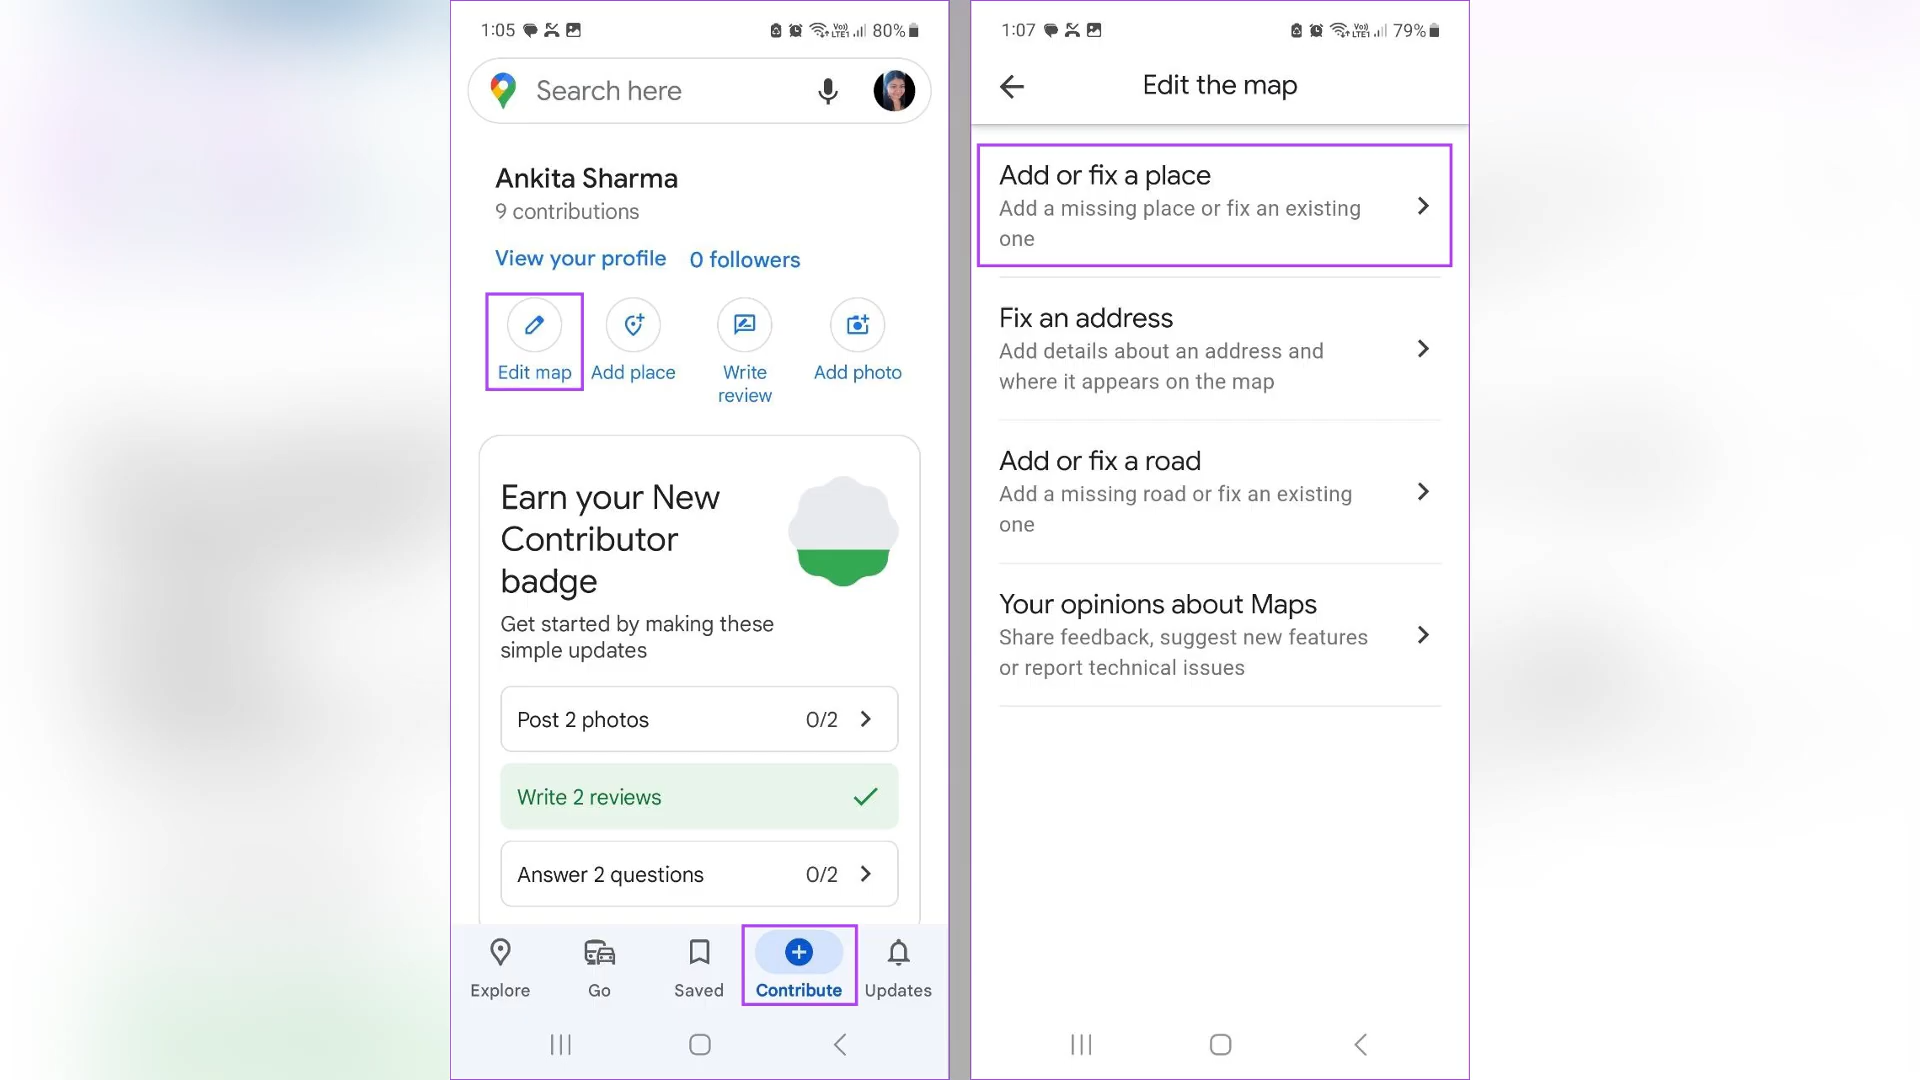 1:05
80%
Search here
Ankita Sharma
9 contributions
View your profile
0 followers
Edit map
Add place
Write
review
Add photo
Earn your New
Contributor
badge
Get started by making these
simple updates
Post 2 photos
0/2
Write 2 reviews
Answer 2 questions
0/2
Explore
Go
Saved
Contribute
Updates
1:07
79%
Edit the map
Add or fix a place
Add a missing place or fix an existing
one
Fix an address
Add details about an address and
where it appears on the map
Add or fix a road
Add a missing road or fix an existing
one
Your opinions about Maps
Share feedback, suggest new features
or report technical issues